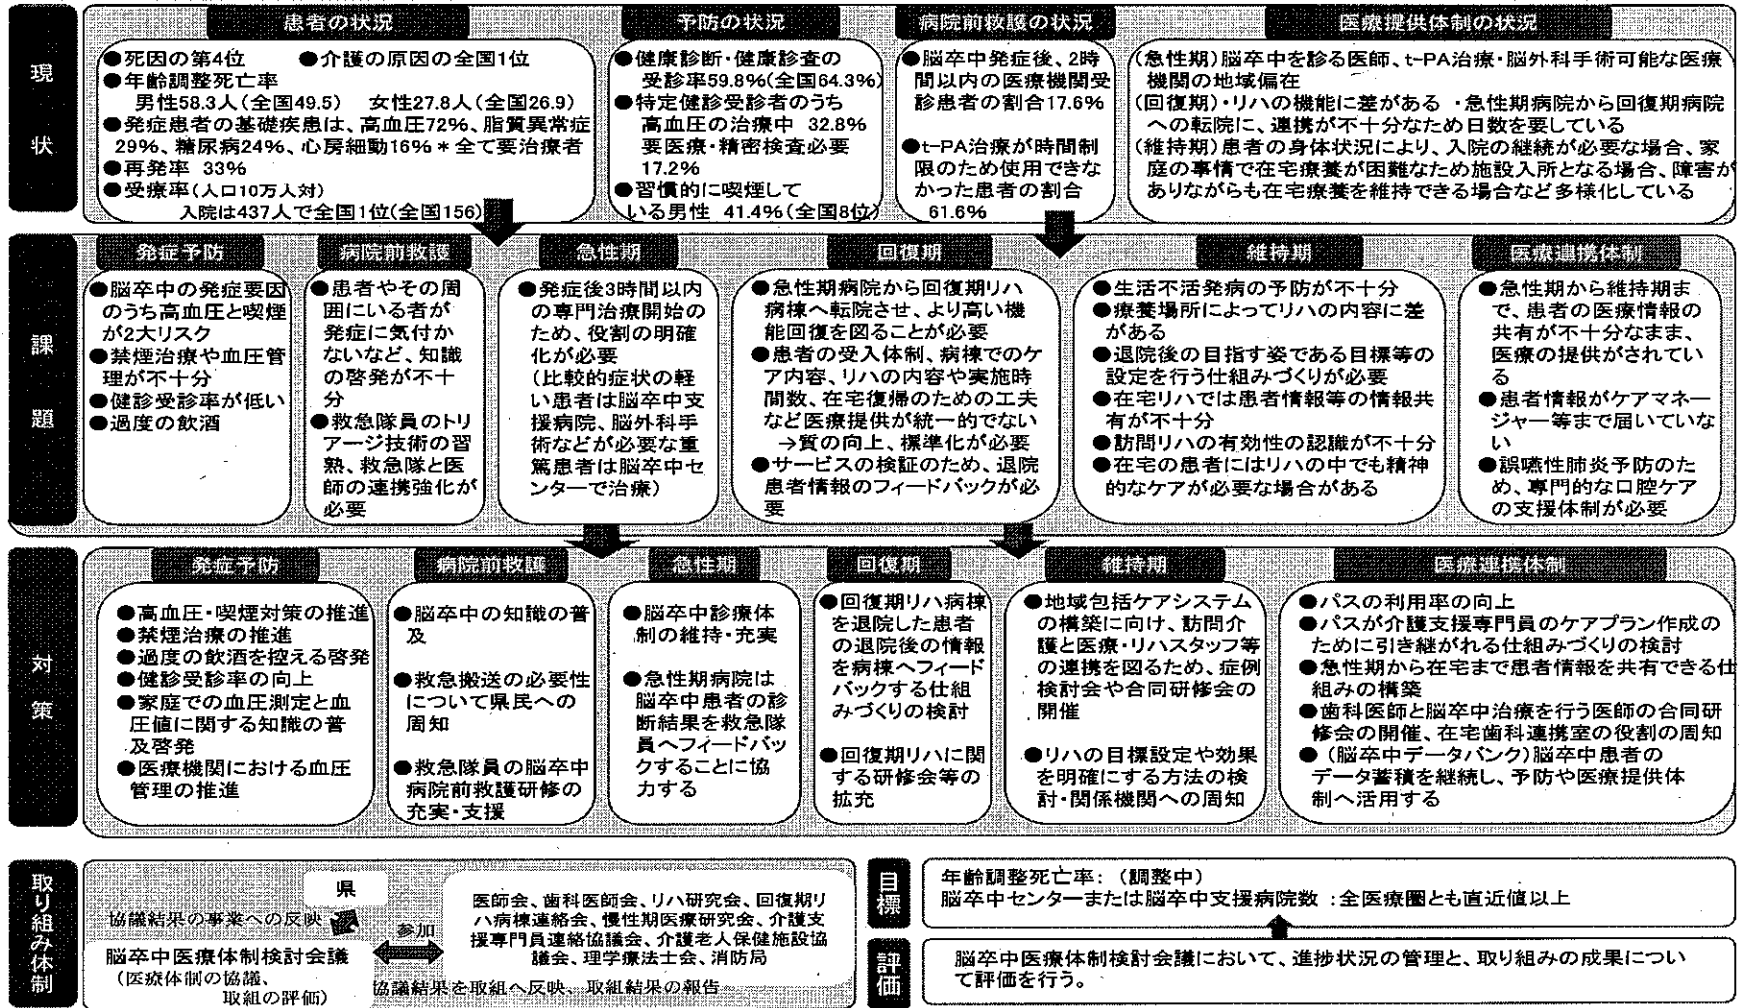 現状
患者の状況
●死因の第4位 ●介護の原因の全国1位
●年齢調整死亡率
男性58.3人(全国49.5) 女性27.8人(全国26.9)
●発症患者の基礎疾患は、高血圧72%、脂質異常症
29%、糖尿病24%、心房細動16%*全て要治療者
●再発率 33%
●受療率(人口10万人対)
入院は437人で全国1位(全国156)
予防の状況
●健康診断・健康診査の
受診率59.8%(全国64.3%)
●特定健診受診者のうち
高血圧の治療中 32.8%
要医療・精密検査必要
17.2%
●習慣的に喫煙して
いる男性 41.4%(全国8位)
病院前救護の状況
●脳卒中発症後、2時
間以内の医療機関受
診患者の割合17.6%
●t-PA治療が時間制
限のため使用できな
かった患者の割合
61.6%
医療提供体制の状況
(急性期)脳卒中を診る医師、t-PA治療・脳外科手術可能な医療
機関の地域偏在
(回復期)・リハの機能に差がある ・急性期病院から回復期病院
への転院に、連携が不十分なため日数を要している
(維持期)患者の身体状況により、入院の継続が必要な場合、家
庭の事情で在宅療養が困難なため施設入所となる場合、障害が
ありながらも在宅療養を維持できる場合など多様化している
課題
発症予防
●脳卒中の発症要因
のうち高血圧と喫煙
が2大リスク
●禁煙治療や血圧管
理が不十分
●健診受診率が低い
●過度の飲酒
病院前救護
●患者やその周
囲にいる者が
発症に気付か
ないなど、知識
の啓発が不十
分
●救急隊員のトリ
アージ技術の習
熟、救急隊と医
師の連携強化が
必要
急性期
●発症後3時間以内
の専門治療開始の
ため、役割の明確
化が必要
(比較的症状の軽
い患者は脳卒中支
援病院、脳外科手
術などが必要な重
篤患者は脳卒中セ
ンターで治療)
回復期
●急性期病院から回復期リハ
病棟へ転院させ、より高い機
能回復を図ることが必要
●患者の受入体制、病棟でのケ
ア内容、リハの内容や実施時
間数、在宅復帰のための工夫
など医療提供が統一的でない
→質の向上、標準化が必要
●サービスの検証のため、退院
患者情報のフィードバックが必
要
維持期
●生活不活発病の予防が不十分
●療養場所によってリハの内容に差
がある
●退院後の目指す姿である目標等の
設定を行う仕組みづくりが必要
●在宅リハでは患者情報等の情報共
有が不十分
●訪問リハの有効性の認識が不十分
●在宅の患者にはリハの中でも精神
的なケアが必要な場合がある
医療連携体制
●急性期から維持期ま
で、患者の医療情報の
共有が不十分なまま、
医療の提供がされてい
る
●患者情報がケアマネー
ジャー等まで届いていな
い
●誤嚥性肺炎予防のた
め、専門的な口腔ケア
の支援体制が必要
対策
発症予防
●高血圧・喫煙対策の推進
●禁煙治療の推進
●過度の飲酒を控える啓発
●健診受診率の向上
●家庭での血圧測定と血
圧値に関する知識の普
及啓発
●医療機関における血圧
管理の推進
病院前救護
●脳卒中の知識の普
及
●救急搬送の必要性
について県民への
周知
●救急隊員の脳卒中
病院前救護研修の
充実・支援
急性期
●脳卒中診療体
制の維持・充実
●急性期病院は
脳卒中患者の診
断結果を救急隊
員へフィードバッ
クすることに協
力する
回復期
●回復期リハ病棟
を退院した患者
の退院後の情報
を病棟へフィード
バックする仕組
みづくりの検討
●回復期リハに関
する研修会等の
拡充
維持期
●地域包括ケアシステム
の構築に向け、訪問介
護と医療・リハスタッフ等
の連携を図るため、症例
検討会や合同研修会の
開催
●リハの目標設定や効果
を明確にする方法の検
討・関係機関への周知
医療連携体制
●パスの利用率の向上
●パスが介護支援専門員のケアプラン作成の
ために引き継がれる仕組みづくりの検討
●急性期から在宅まで患者情報を共有できる仕
組みの構築
●歯科医師と脳卒中治療を行う医師の合同研
修会の開催、在宅歯科連携室の役割の周知
●(脳卒中データバンク)脳卒中患者の
データ蓄積を継続し、予防や医療提供体
制へ活用する
取り組み体制
県
協議結果の事業への反映
脳卒中医療体制検討会議
(医療体制の協議、
取組の評価)
参加
医師会、歯科医師会、リハ研究会、回復期リ
ハ病棟連絡会、慢性期医療研究会、介護支
援専門員連絡協議会、介護老人保健施設協
議会、理学療法士会、消防局
協議結果を取組へ反映、取組結果の報告
目標
年齢調整死亡率:(調整中)
脳卒中センターまたは脳卒中支援病院数:全医療圏とも直近値以上
評価
脳卒中医療体制検討会議において、進捗状況の管理と、取り組みの成果につい
て評価を行う。